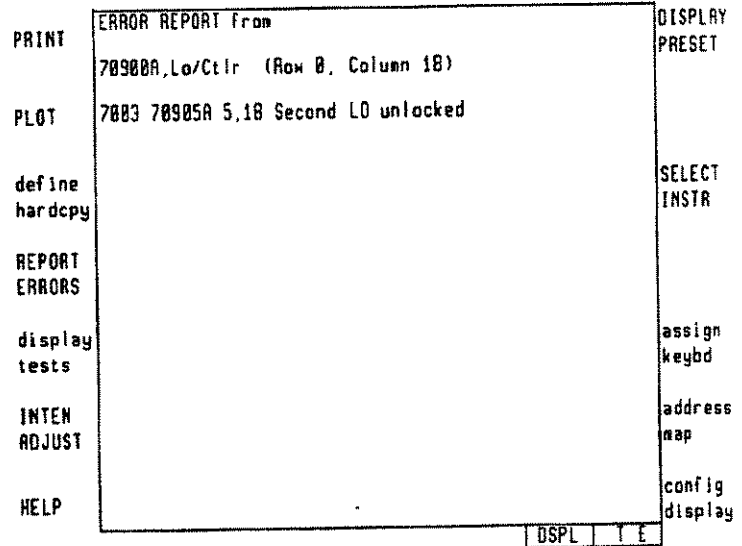 PRINT
PLOT
define
hardcpy
REPORT
ERRORS
display
tests
INTEN
ADJUST
HELP
ERROR REPORT from
70900A,Lo/Ctlr (Row 0, Column 18)
7003 70905A 5,18 Second LO unlocked
DISPLAY
PRESET
SELECT
INSTR
assign
keybd
address
map
config
display
DSPL T E